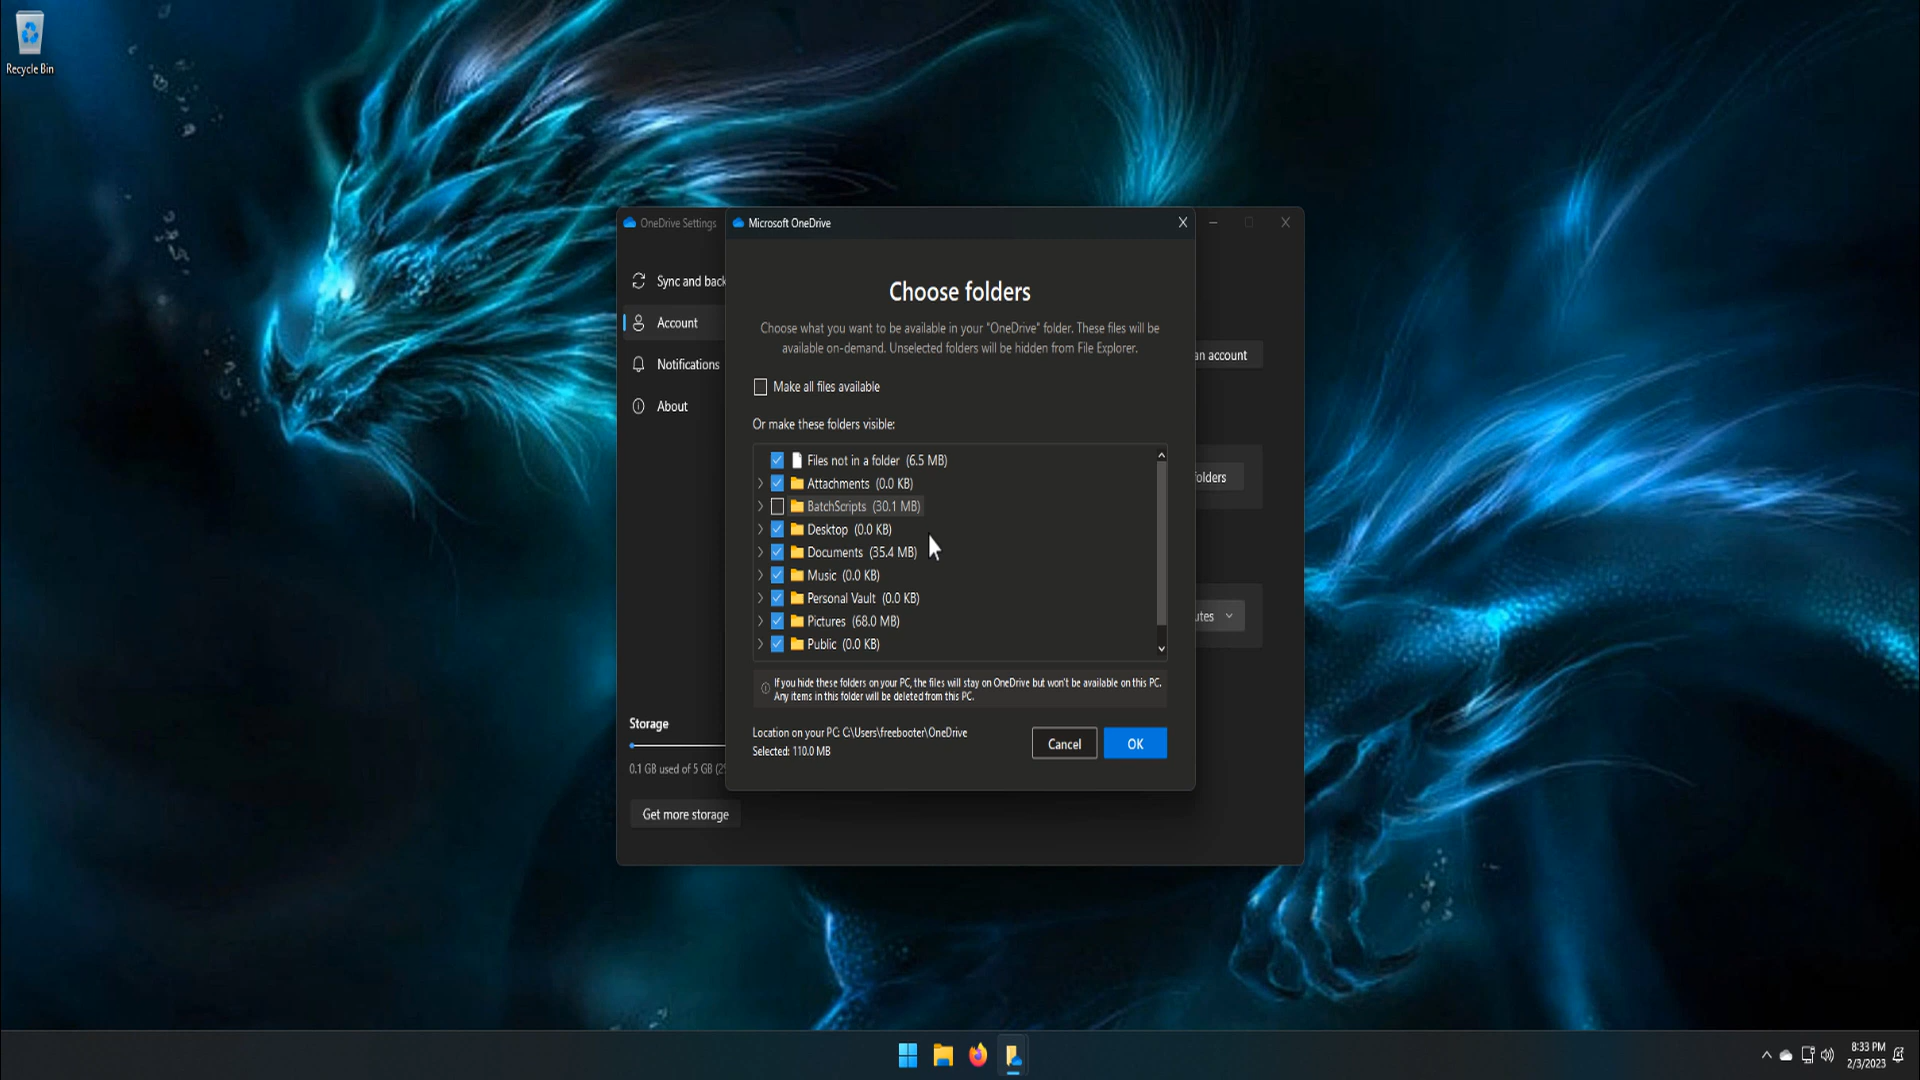 Recycle Bin
OneDrive Settings
Microsoft OneDrive
Sync and back
Account
Notifications
About
Choose folders
Choose what you want to be available in your "OneDrive" folder. These files will be
available on-demand. Unselected folders will be hidden from File Explorer.
an account
Make all files available
Or make these folders visible:
Files not in a folder (6.5 MB)
Attachments (0.0 KB)
BatchScripts (30.1 MB)
Desktop (0.0 KB)
Documents (35.4 MB)
Music (0.0 KB)
Personal Vault (0.0 KB)
Pictures (68.0 MB)
Public (0.0 KB)
olders
utes
If you hide these folders on your PC, the files will stay on OneDrive but won't be available on this PC.
Any items in this folder will be deleted from this PC.
Location on your PC: C:\Users\freebooter\OneDrive
Selected: 110.0 MB
Cancel
OK
Storage
0.1 GB used of 5 GB (2
Get more storage
8:33 PM
2/3/2023